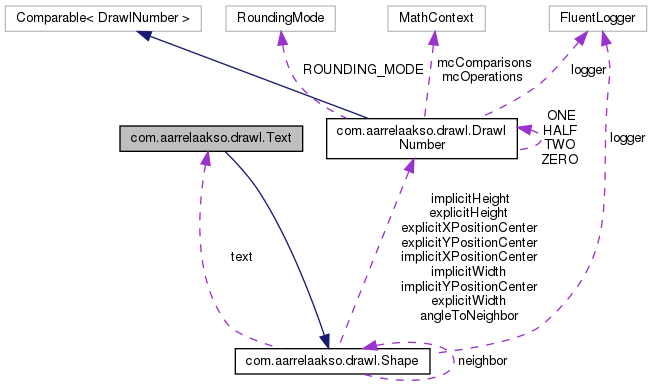 Comparable< DrawlNumber >
RoundingMode
MathContext
FluentLogger
ROUNDING_MODE
mcComparisons
mcOperations
logger
com.aarrelaakso.drawl.Text
com.aarrelaakso.drawl.Drawl
Number
ONE
HALF
TWO
ZERO
logger
text
implicitHeight
explicitHeight
explicitXPositionCenter
explicitYPositionCenter
implicitXPositionCenter
implicitWidth
implicitYPositionCenter
explicitWidth
angleToNeighbor
com.aarrelaakso.drawl.Shape
neighbor